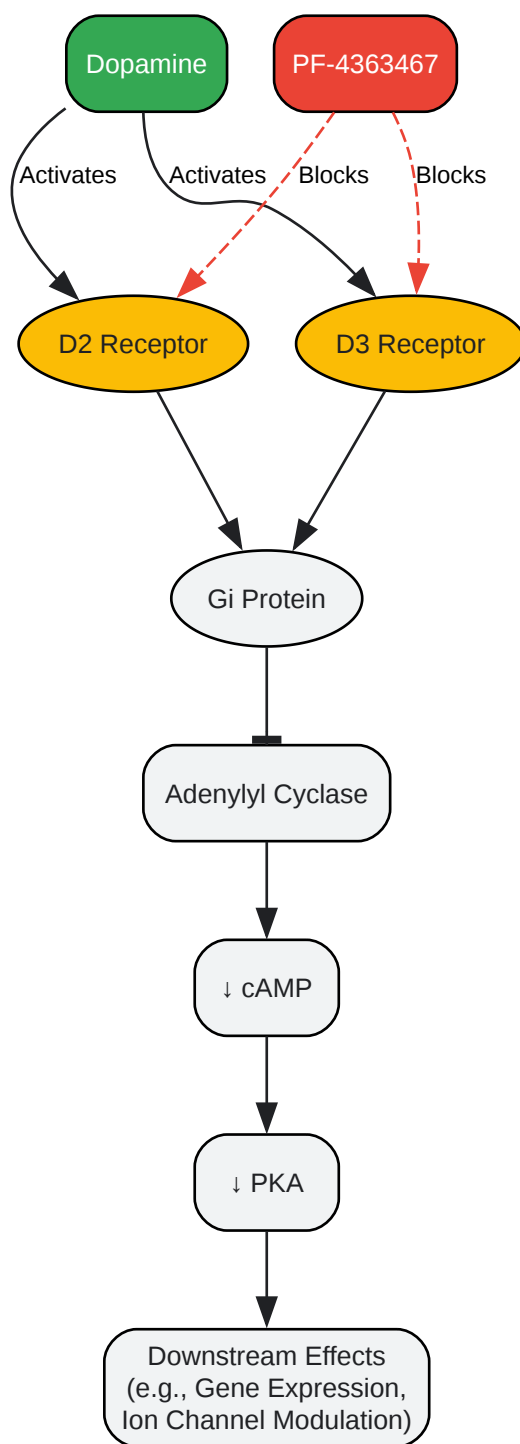 Dopamine
PF-4363467
Activates
Activates
Blocks
Blocks
D2 Receptor
D3 Receptor
Gi Protein
Adenylyl Cyclase
↓ cAMP
↓ PKA
Downstream Effects
(e.g., Gene Expression,
Ion Channel Modulation)